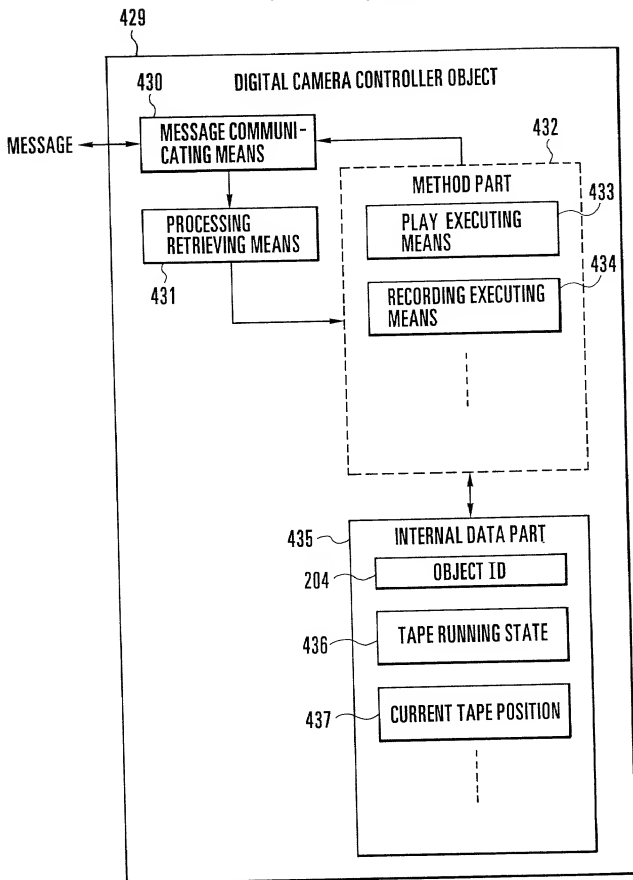 429
DIGITAL CAMERA CONTROLLER OBJECT
430
MESSAGE
MESSAGE COMMUNI-
CATING MEANS
432
METHOD PART
433
PLAY EXECUTING
MEANS
PROCESSING
RETRIEVING MEANS
431
434
RECORDING EXECUTING
MEANS
435
INTERNAL DATA PART
204
OBJECT ID
436
TAPE RUNNING STATE
437
CURRENT TAPE POSITION